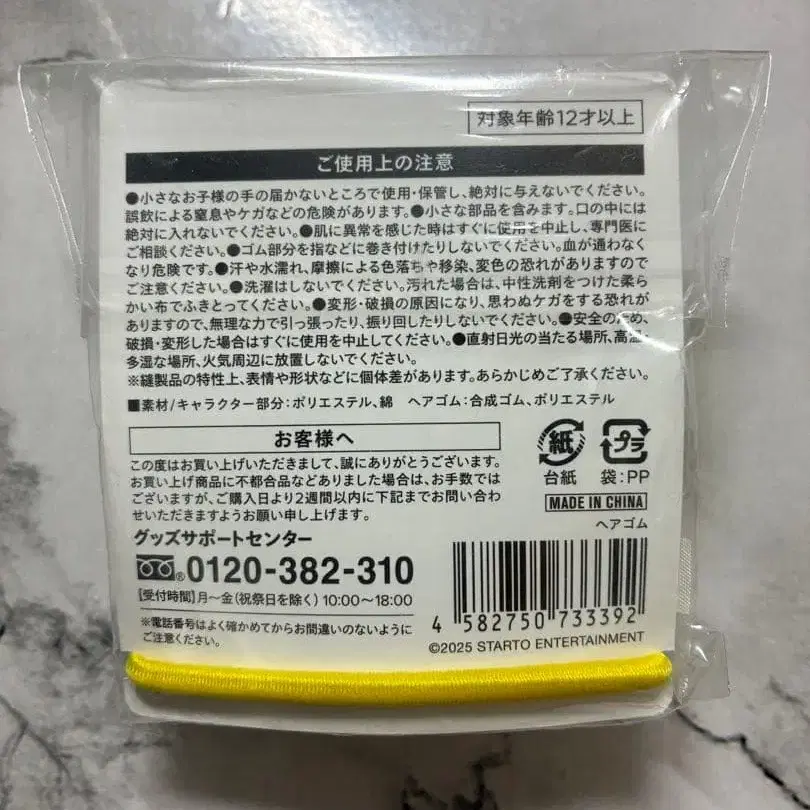 対象年齢12才以上
ご使用上の注意
●小さなお子様の手の届かないところで使用・保管し、絶対に与えないでください。
誤飲による窒息やケガなどの危険があります。●小さな部品を含みます。口の中には
絶対に入れないでください。●肌に異常を感じた時はすぐに使用を中止し、専門医に
ご相談ください。●ゴム部分を指などに巻き付けたりしないでください。血が通わなく
なり危険です。●汗や水濡れ、摩擦による色落ちや移染、変色の恐れがありますので
ご注意ください。●洗濯はしないでください。汚れた場合は、中性洗剤をつけた柔ら
かい布でふきとってください。●変形・破損の原因になり、思わぬケガをする恐れが
ありますので、無理な力で引っ張ったり、振り回したりしないでください。●安全のため、
破損・変形した場合はすぐに使用を中止してください。●直射日光の当たる場所、高温・
多湿な場所、火気周辺に放置しないでください。
※縫製品の特性上、表情や形状などに個体差があります。あらかじめご了承ください。
■素材/キャラクター部分:ポリエステル、綿 ヘアゴム:合成ゴム、ポリエステル
お客様へ
この度はお買い上げいただきまして、誠にありがとうございます。
お買い上げ商品に不都合品などありました場合は、お手数では
ございますが、ご購入日より2週間以内に下記までお問い合わ
せいただきますようお願い申し上げます。
グッズサポートセンター
®0120-382-310
【受付時間】月〜金(祝祭日を除く)10:00〜18:00
※電話番号はよく確かめてからお間違いのないように
ご注意ください。
紙 プラ
台紙 袋:PP
MADE IN CHINA
ヘアゴム
4 582750 733392
©2025 STARTO ENTERTAINMENT